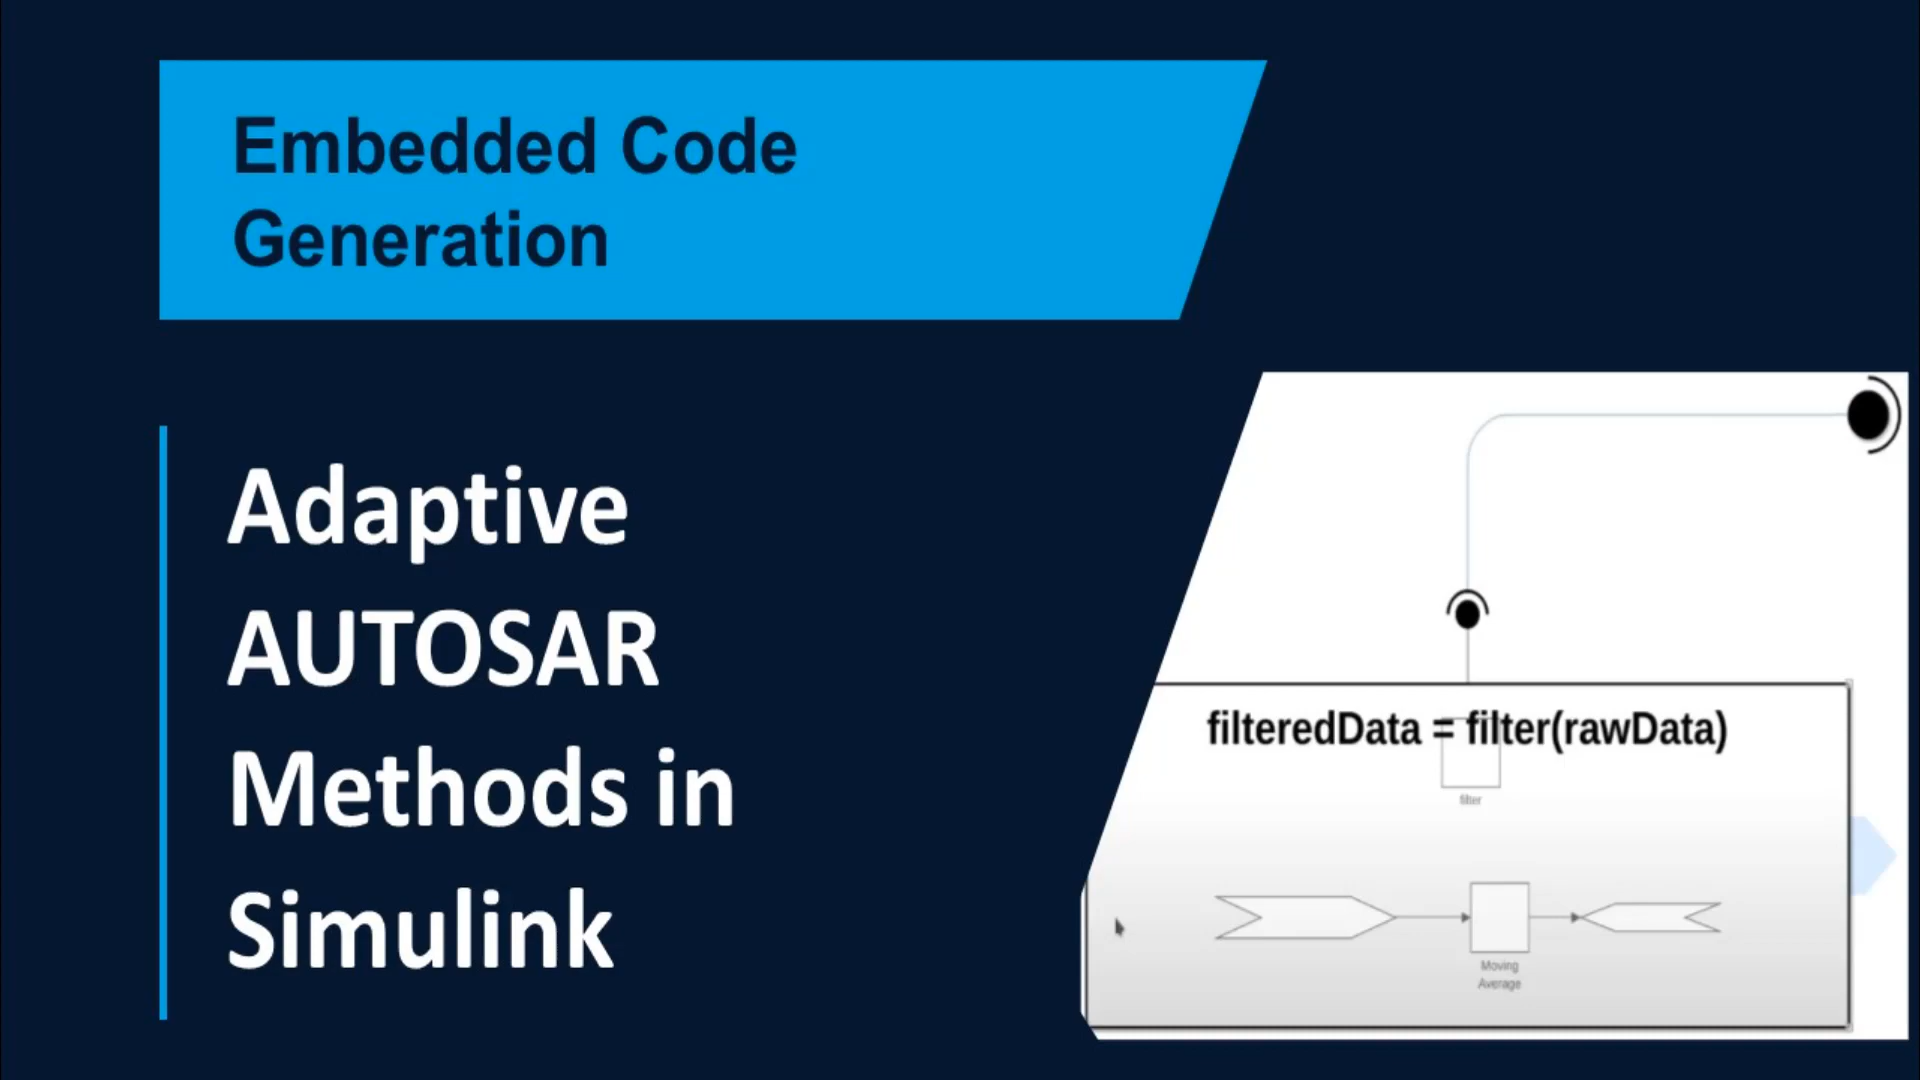 Embedded Code
Generation
Adaptive
AUTOSAR
Methods in
Simulink
filteredData = filter(rawData)
filter
Moving
Average